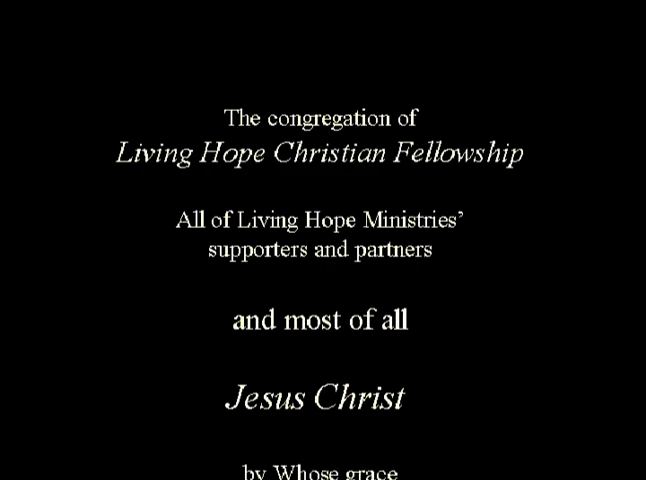 The congregation of
Living Hope Christian Fellowship
All of Living Hope Ministries’
supporters and partners
and most of all
Jesus Christ
by Whose grace